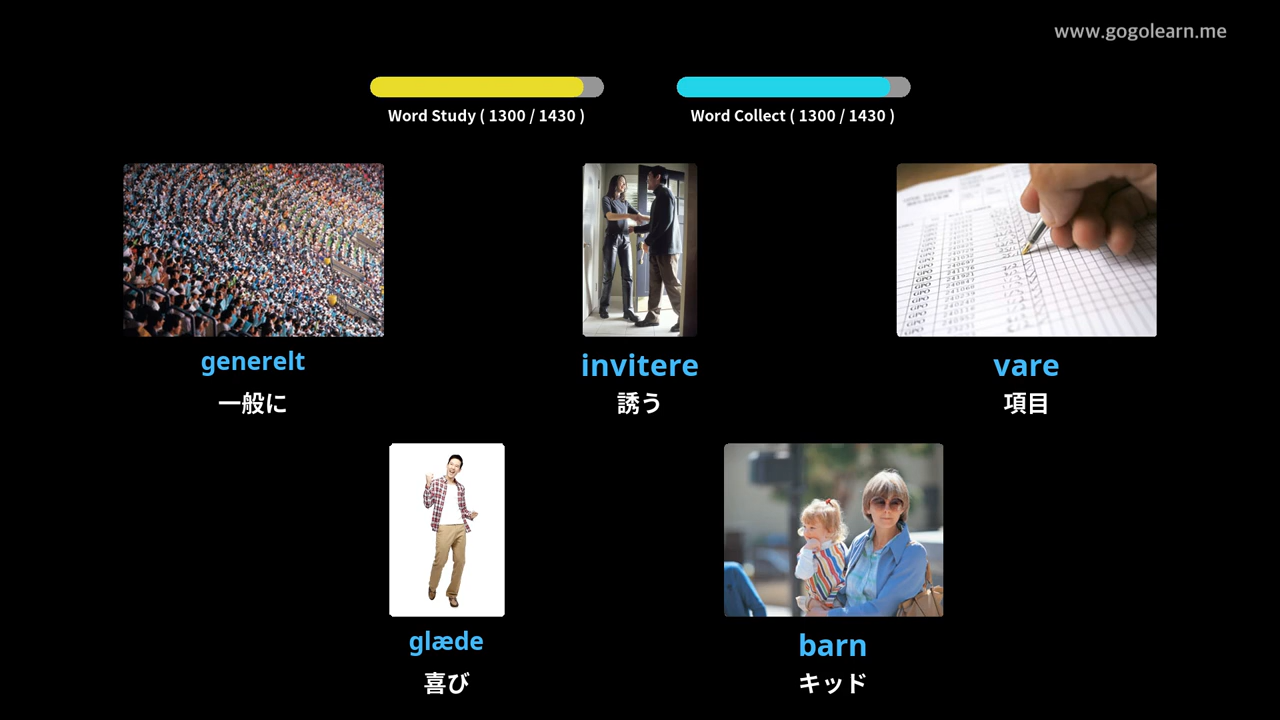 www.gogolearn.me
Word Study ( 1300 / 1430 )
Word Collect ( 1300 / 1430 )
generelt
一般に
invitere
誘う
vare
項目
glæde
喜び
barn
キッド